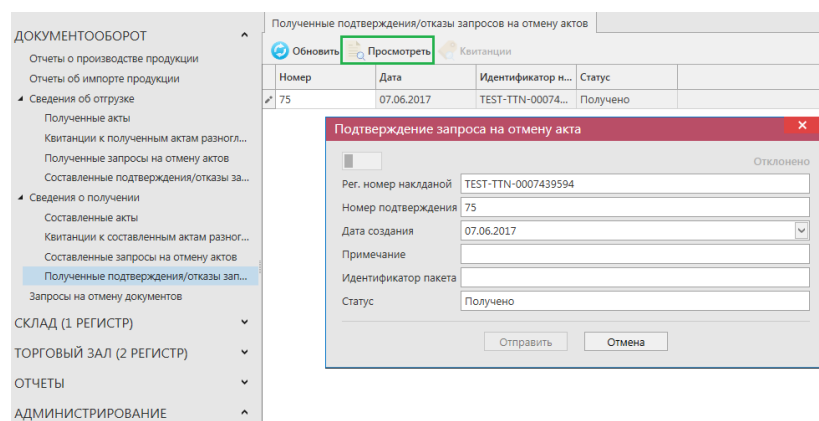 ДОКУМЕНТООБОРОТ
Отчеты о производстве продукции
Отчеты об импорте продукции
Сведения об отгрузке
Полученные акты
Квитанции к полученным актам разногл...
Полученные запросы на отмену актов
Составленные подтверждения/отказы за...
Сведения о получении
Составленные акты
Квитанции к составленным актам разног...
Составленные запросы на отмену актов
Полученные подтверждения/отказы зап...
Запросы на отмену документов
СКЛАД (1 РЕГИСТР)
ТОРГОВЫЙ ЗАЛ (2 РЕГИСТР)
ОТЧЕТЫ
АДМИНИСТРИРОВАНИЕ
Полученные подтверждения/отказы запросов на отмену актов
Обновить Просмотреть Квитанции
Номер Дата Идентификатор н... Статус
75 07.06.2017 TEST-TTN-00074... Получено
Подтверждение запроса на отмену акта
Отклонено
Рег. номер накладной TEST-TTN-0007439594
Номер подтверждения 75
Дата создания 07.06.2017
Примечание
Идентификатор пакета
Статус Получено
Отправить Отмена